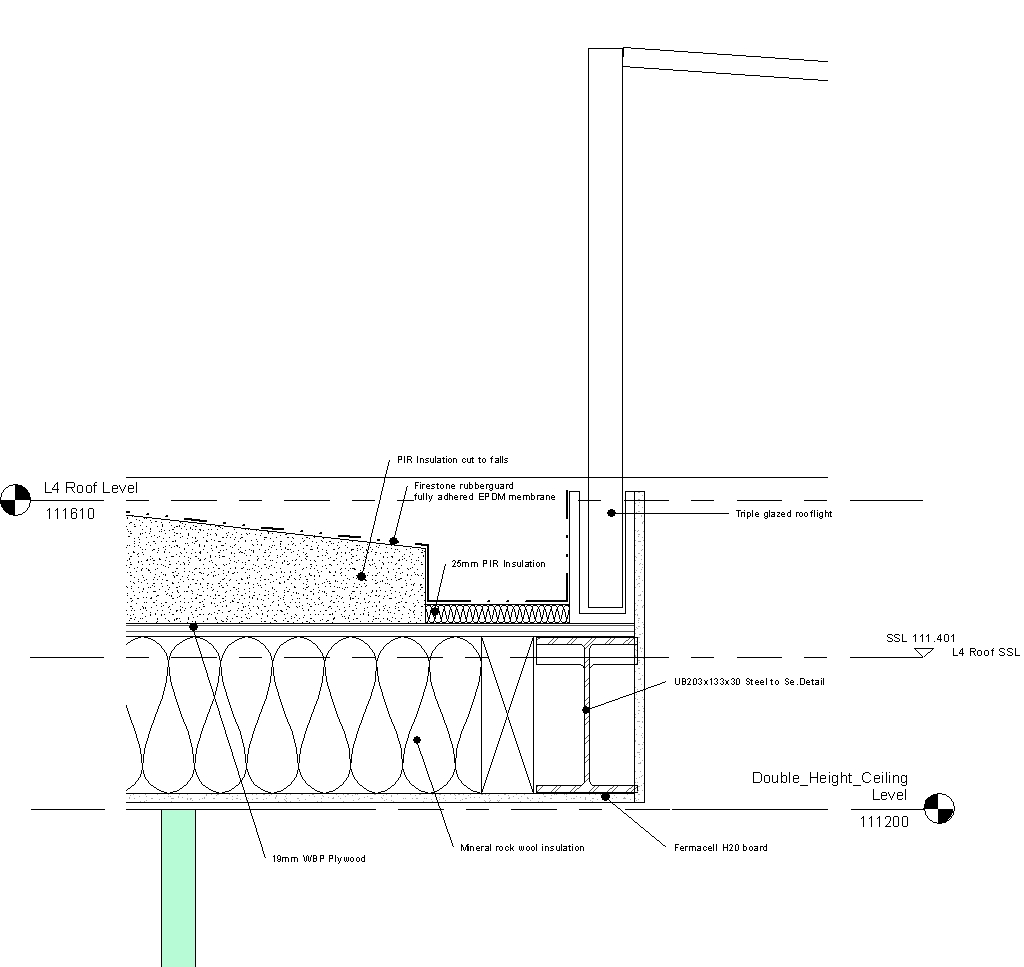 PIR Insulation cut to falls
L4 Roof Level
111610
Firestone rubberguard
fully adhered EPDM membrane
Triple glazed rooflight
25mm PIR Insulation
SSL 111.401
L4 Roof SSL
UB203x133x30 Steel to Se.Detail
Double_Height_Ceiling
Level
111200
19mm WBP Plywood
Mineral rock wool insulation
Fermacell H20 board